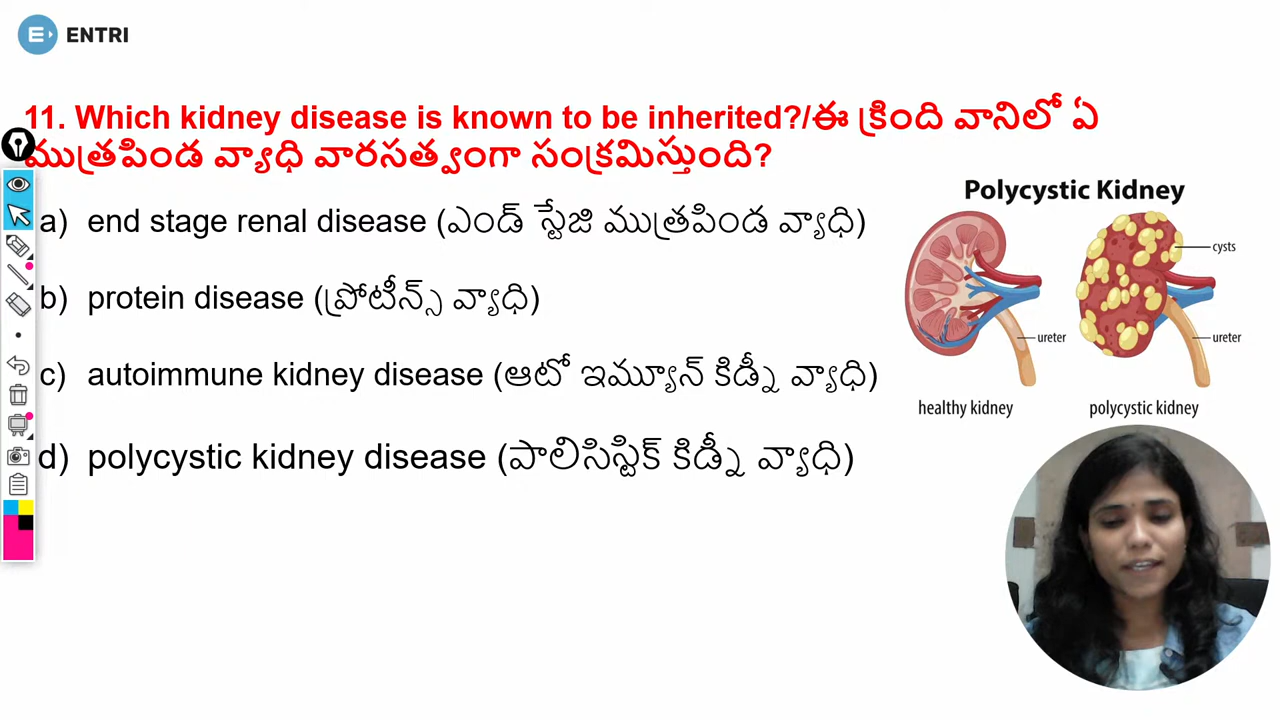 ENTRI
11. Which kidney disease is known to be inherited?/ఈ క్రింది వానిలో ఏ
ముత్రపిండ వ్యాధి వారసత్వంగా సంక్రమిస్తుంది?
Polycystic Kidney
a) end stage renal disease (ఎండ్ స్టేజి ముత్రపిండ వ్యాధి)
cysts
b) protein disease (ప్రోటీన్స్ వ్యాధి)
ureter
ureter
c) autoimmune kidney disease (ఆటో ఇమ్యూన్ కిడ్నీ వ్యాధి)
healthy kidney
polycystic kidney
d) polycystic kidney disease (పాలిసిస్టిక్ కిడ్నీ వ్యాధి)